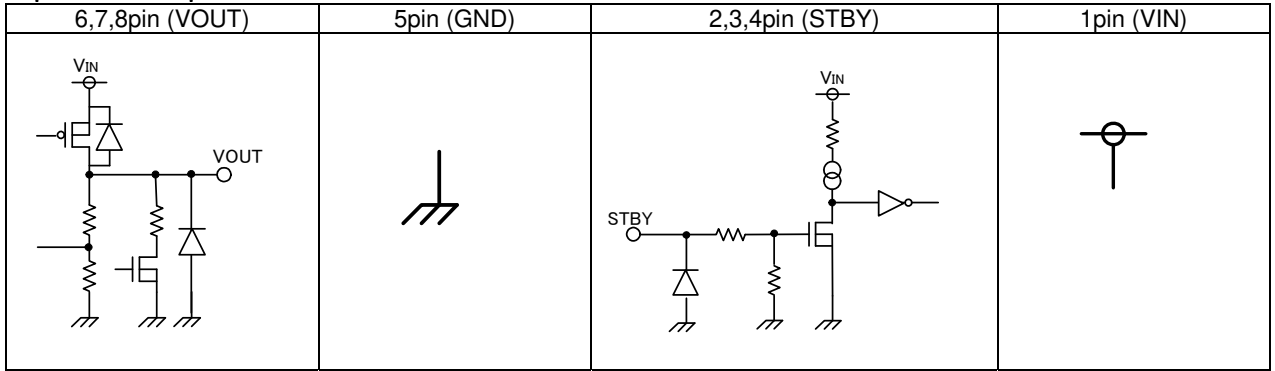 6,7,8pin (VOUT)
5pin (GND)
2,3,4pin (STBY)
1pin (VIN)
VIN
VOUT
VIN
STBY